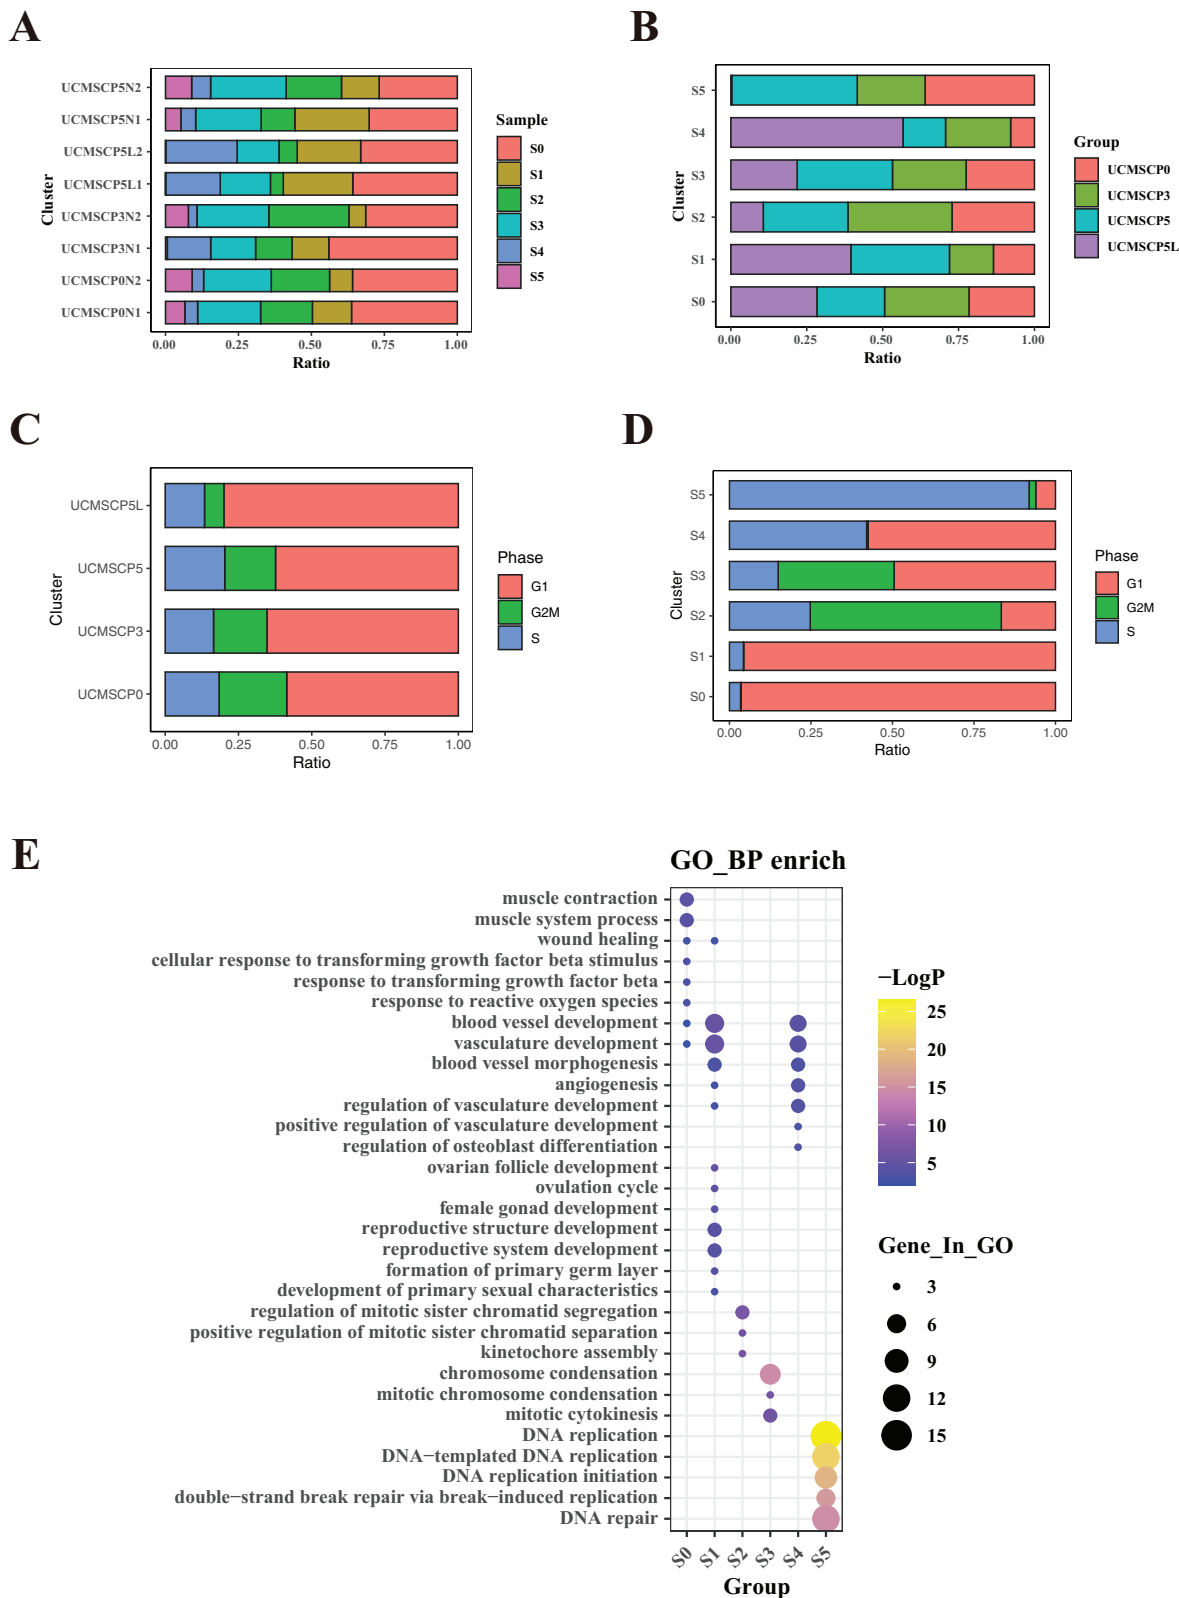 A
UCMSCP5N2
UCMSCP5N1
UCMSCP5L2
UCMSCP5L1
UCMSCP3N2
UCMSCP3N1
UCMSCP0N2
UCMSCP0N1
Cluster
0.00 0.25 0.50 0.75 1.00
Ratio
Sample
S0
S1
S2
S3
S4
S5
B
S5
S4
S3
S2
S1
S0
Cluster
0.00 0.25 0.50 0.75 1.00
Ratio
Group
UCMSCP0
UCMSCP3
UCMSCP5
UCMSCP5L
C
UCMSCP5L
UCMSCP5
UCMSCP3
UCMSCP0
Cluster
0.00 0.25 0.50 0.75 1.00
Ratio
Phase
G1
G2M
S
D
S5
S4
S3
S2
S1
S0
Cluster
0.00 0.25 0.50 0.75 1.00
Ratio
Phase
G1
G2M
S
E
GO_BP enrich
muscle contraction
muscle system process
wound healing
cellular response to transforming growth factor beta stimulus
response to transforming growth factor beta
response to reactive oxygen species
blood vessel development
vasculature development
blood vessel morphogenesis
angiogenesis
regulation of vasculature development
positive regulation of vasculature development
regulation of osteoblast differentiation
ovarian follicle development
ovulation cycle
female gonad development
reproductive structure development
reproductive system development
formation of primary germ layer
development of primary sexual characteristics
regulation of mitotic sister chromatid segregation
positive regulation of mitotic sister chromatid separation
kinetochore assembly
chromosome condensation
mitotic chromosome condensation
mitotic cytokinesis
DNA replication
DNA−templated DNA replication
DNA replication initiation
double−strand break repair via break−induced replication
DNA repair
S0 S1 S2 S3 S4 S5
Group
−LogP
25
20
15
10
5
Gene_In_GO
3
6
9
12
15